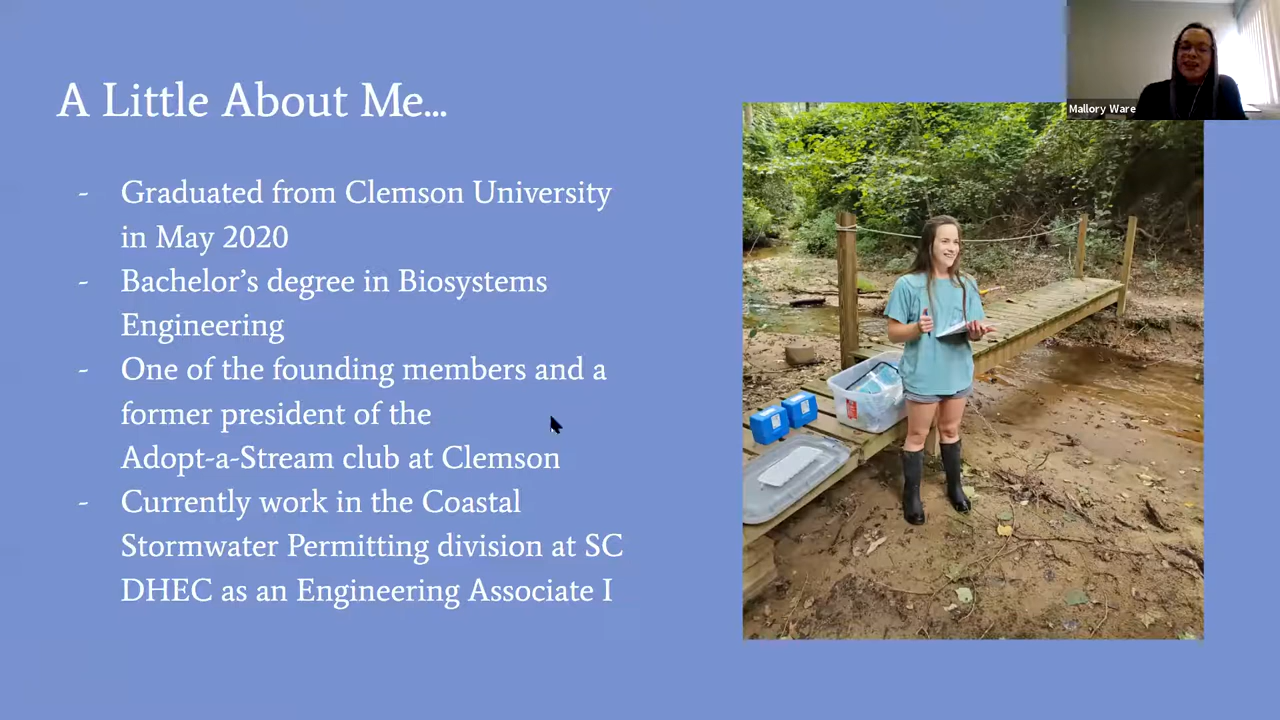 A Little About Me...
Mallory Ware
- Graduated from Clemson University
in May 2020
- Bachelor’s degree in Biosystems
Engineering
- One of the founding members and a
former president of the
Adopt-a-Stream club at Clemson
- Currently work in the Coastal
Stormwater Permitting division at SC
DHEC as an Engineering Associate I